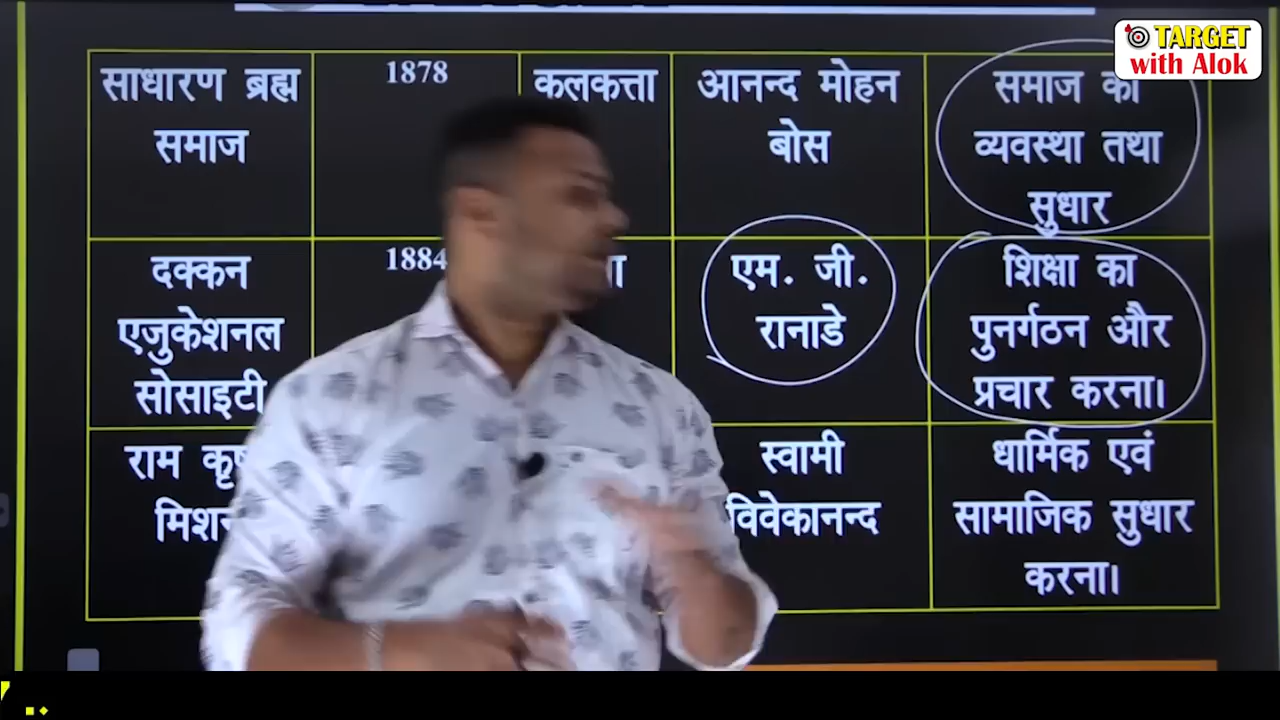 TARGET
with Alok
साधारण ब्रह्म
समाज
1878
कलकत्ता
आनन्द मोहन
बोस
समाज की
व्यवस्था तथा
सुधार
दक्कन
एजुकेशनल
सोसाइटी
1884
एम. जी.
रानाडे
शिक्षा का
पुनर्गठन और
प्रचार करना।
राम
स्वामी
विवेकानन्द
धार्मिक एवं
सामाजिक सुधार
करना।